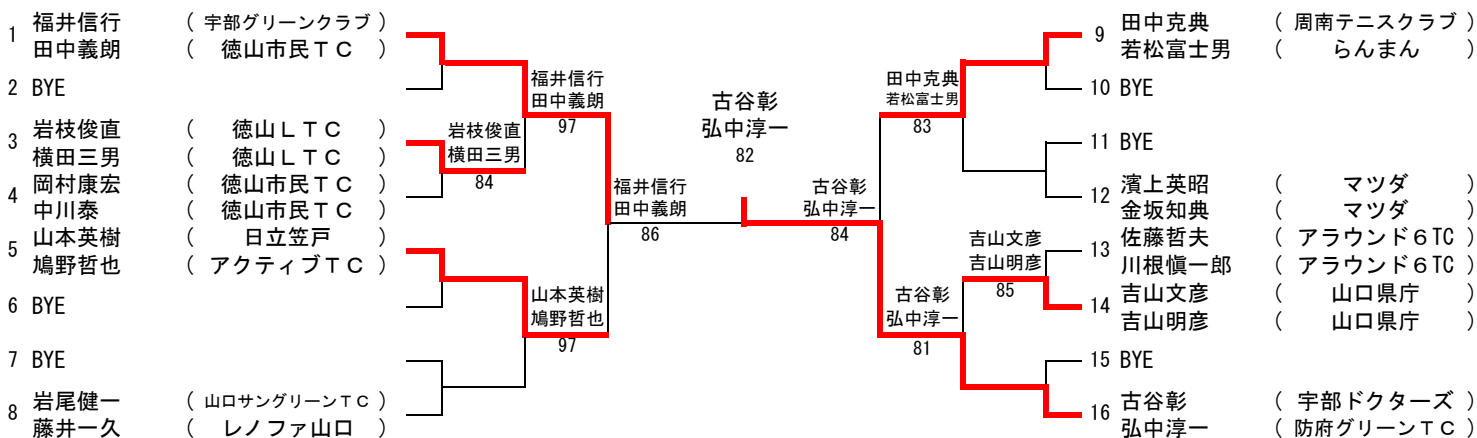 1 福井信行 ( 宇部グリーンクラブ )
田中義朗 ( 徳山市民ＴＣ )
2 BYE
3 岩枝俊直 ( 徳山ＬＴＣ )
横田三男 ( 徳山ＬＴＣ )
4 岡村康宏 ( 徳山市民ＴＣ )
中川泰 ( 徳山市民ＴＣ )
5 山本英樹 ( 日立笠戸 )
鳩野哲也 ( アクティブＴＣ )
6 BYE
7 BYE
8 岩尾健一 ( 山口サングリーンＴＣ )
藤井一久 ( レノファ山口 )
岩枝俊直
横田三男
84
福井信行
田中義朗
97
山本英樹
鳩野哲也
97
福井信行
田中義朗
86
古谷彰
弘中淳一
82
古谷彰
弘中淳一
84
田中克典
若松富士男
83
古谷彰
弘中淳一
81
吉山文彦
吉山明彦
85
9 田中克典 ( 周南テニスクラブ )
若松富士男 ( らんまん )
10 BYE
11 BYE
12 濱上英昭 ( マツダ )
金坂知典 ( マツダ )
13 佐藤哲夫 ( アラウンド６TC )
川根愼一郎 ( アラウンド６TC )
14 吉山文彦 ( 山口県庁 )
吉山明彦 ( 山口県庁 )
15 BYE
16 古谷彰 ( 宇部ドクターズ )
弘中淳一 ( 防府グリーンＴＣ )